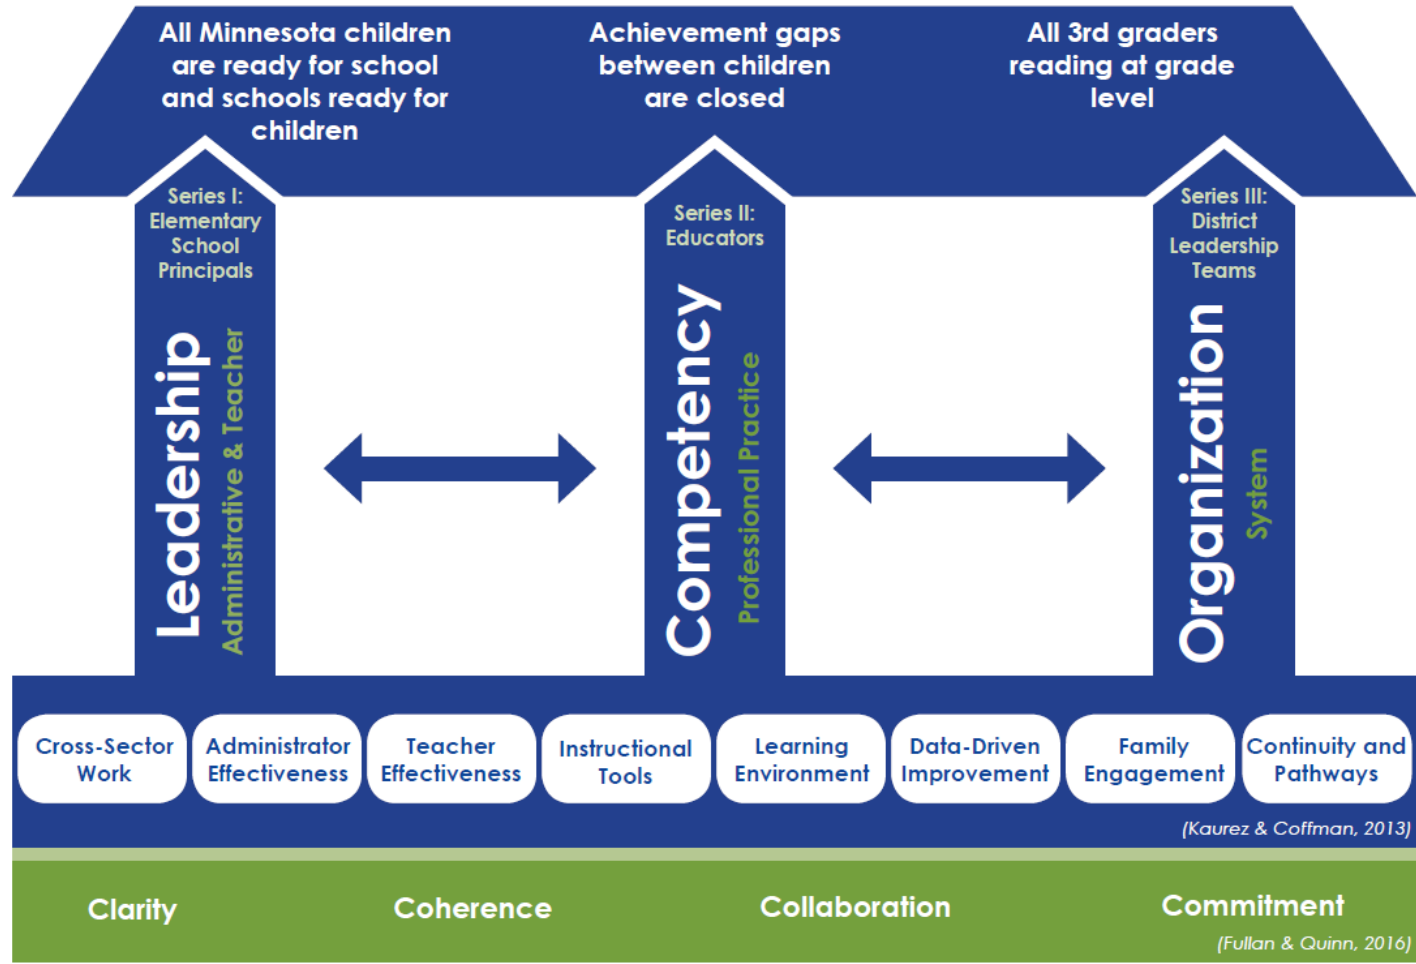 All Minnesota children
are ready for school
and schools ready for
children
Achievement gaps
between children
are closed
All 3rd graders
reading at grade
level
Series I:
Elementary
School
Principals
Leadership
Administrative & Teacher
Series II:
Educators
Competency
Professional Practice
Series III:
District
Leadership
Teams
Organization
System
Cross-Sector
Work
Administrator
Effectiveness
Teacher
Effectiveness
Instructional
Tools
Learning
Environment
Data-Driven
Improvement
Family
Engagement
Continuity and
Pathways
(Kaurez & Coffman, 2013)
Clarity
Coherence
Collaboration
Commitment
(Fullan & Quinn, 2016)